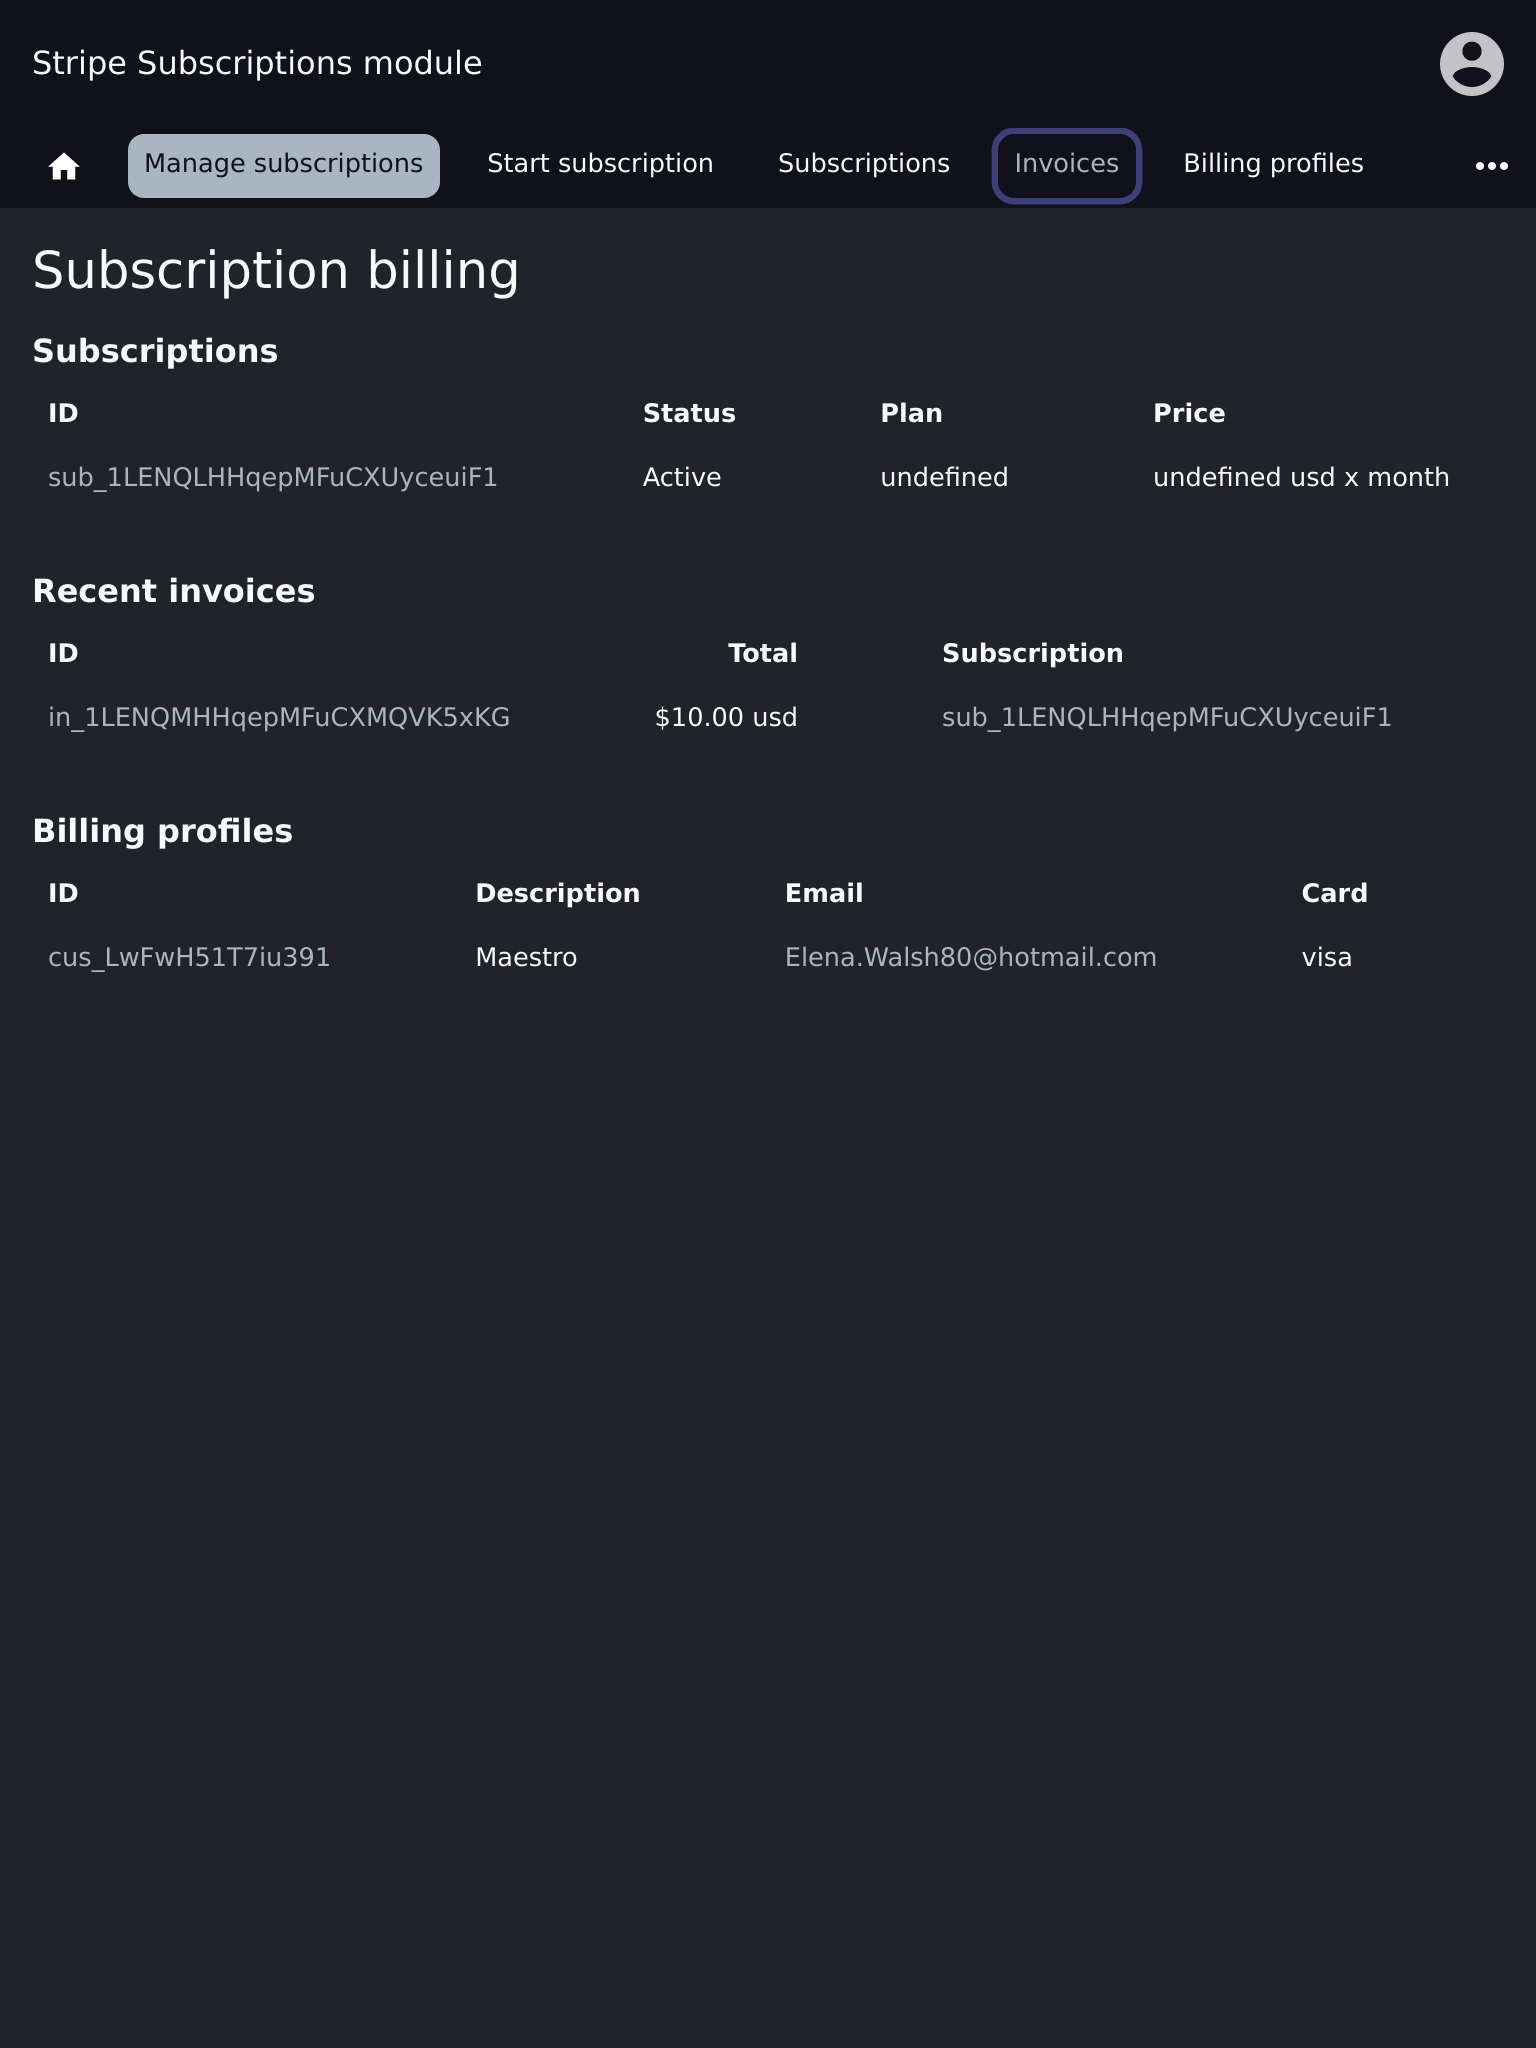 Stripe Subscriptions module
Manage subscriptions Start subscription Subscriptions Invoices Billing profiles
Subscription billing
Subscriptions
ID Status Plan Price
sub_1LENQLHHqepMFuCXUyceuiF1 Active undefined undefined usd x month
Recent invoices
ID Total Subscription
in_1LENQMHHqepMFuCXMQVK5xKG $10.00 usd sub_1LENQLHHqepMFuCXUyceuiF1
Billing profiles
ID Description Email Card
cus_LwFwH51T7iu391 Maestro Elena.Walsh80@hotmail.com visa